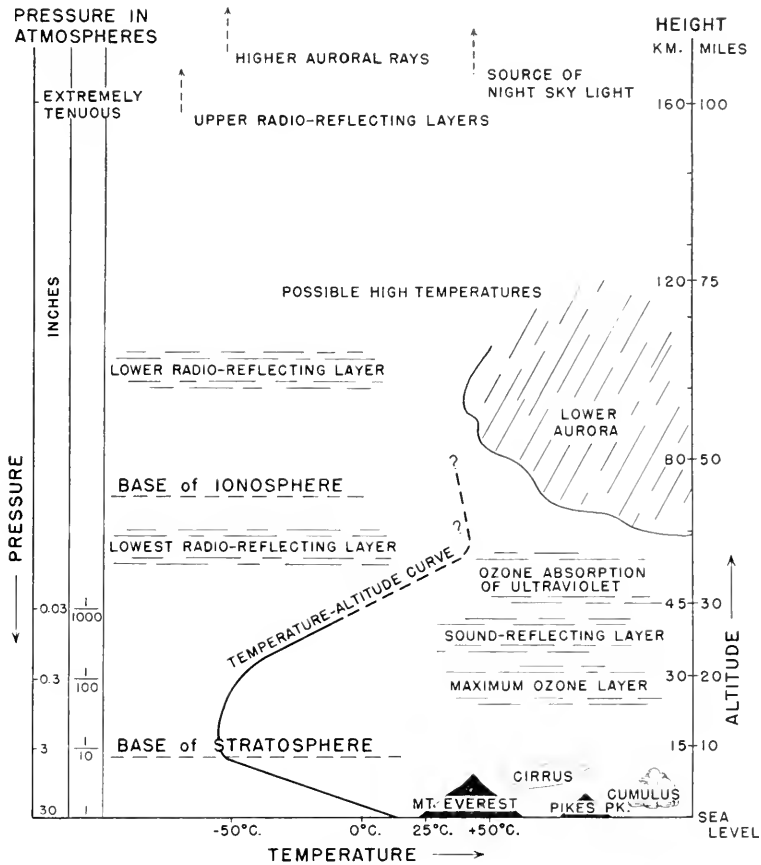 PRESSURE IN
ATMOSPHERES
HEIGHT
KM. MILES
HIGHER AURORAL RAYS
SOURCE OF
NIGHT SKY LIGHT
EXTREMELY
TENUOUS
160 100
UPPER RADIO-REFLECTING LAYERS
120 75
POSSIBLE HIGH TEMPERATURES
INCHES
LOWER RADIO-REFLECTING LAYER
LOWER
AURORA
80 50
?
BASE of IONOSPHERE
PRESSURE
?
LOWEST RADIO-REFLECTING LAYER
OZONE ABSORPTION
OF ULTRAVIOLET
TEMPERATURE-ALTITUDE CURVE
0.03 1/1000
45 30
SOUND-REFLECTING LAYER
ALTITUDE
0.3 1/100
30 20
MAXIMUM OZONE LAYER
3 1/10
BASE of STRATOSPHERE
15 10
CIRRUS
CUMULUS
MT. EVEREST
PIKES PK.
30 1
SEA
LEVEL
-50°C. 0°C. 25°C. +50°C.
TEMPERATURE